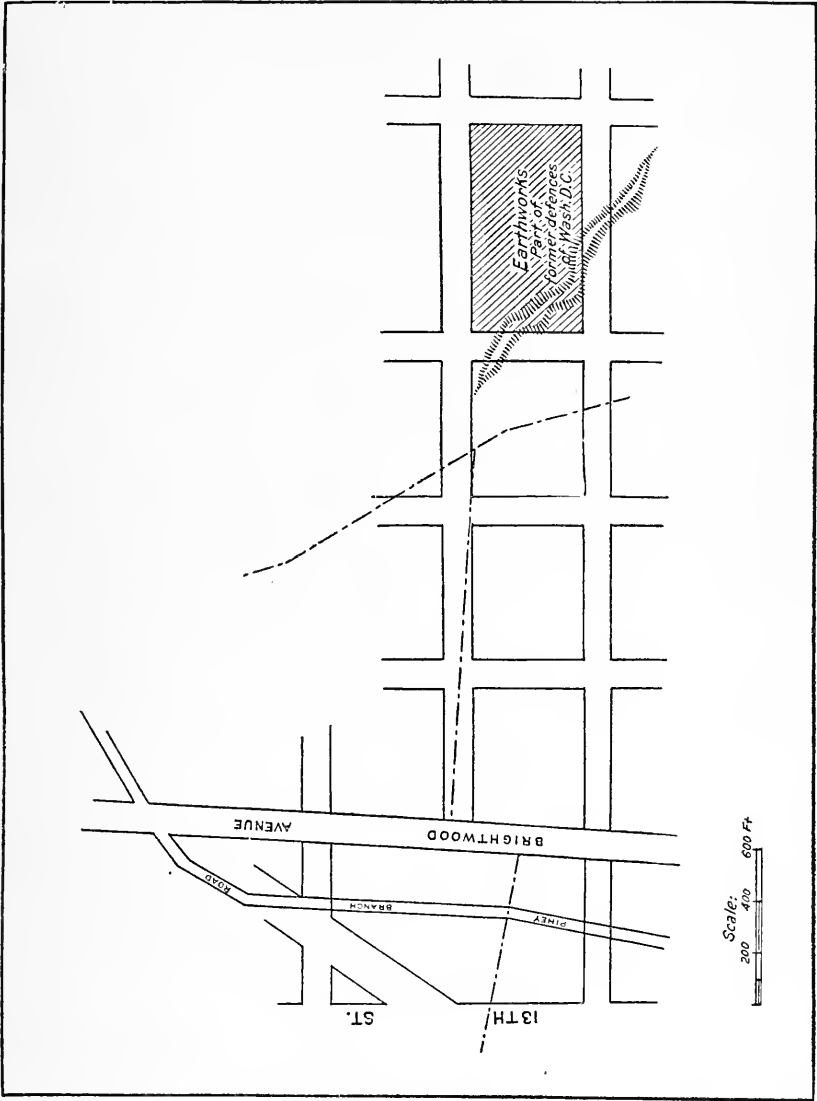 Earthworks
Part of
former defences
of Wash. D.C.
BRIGHTWOOD AVENUE
PINEY BRANCH ROAD
13TH ST.
Scale:
200 400 600 Ft